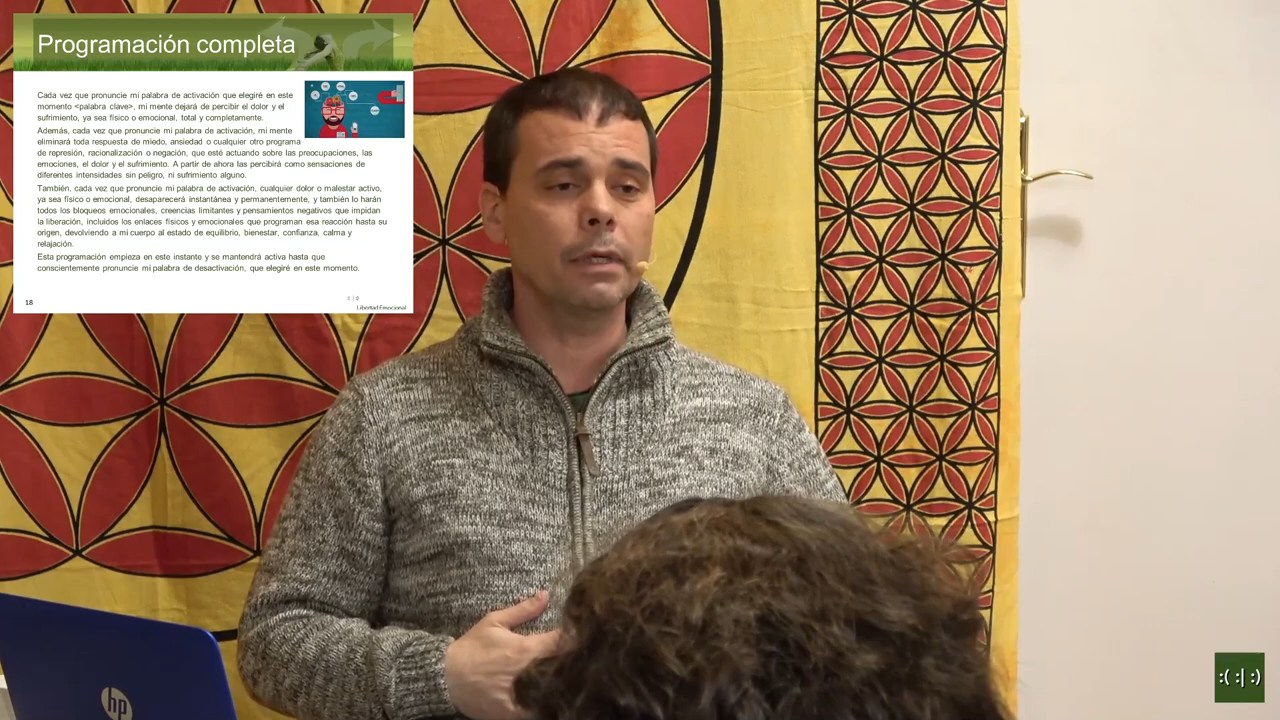 Programación completa
Cada vez que pronuncie mi palabra de activación que elegiré en este
momento <palabra clave>, mi mente dejará de percibir el dolor y el
sufrimiento, ya sea físico o emocional, total y completamente.
Además, cada vez que pronuncie mi palabra de activación, mi mente
eliminará toda respuesta de miedo, ansiedad o cualquier otro programa
de represión, racionalización o negación, que esté actuando sobre las preocupaciones, las
emociones, el dolor y el sufrimiento. A partir de ahora las percibirá como sensaciones de
diferentes intensidades sin peligro, ni sufrimiento alguno.
También, cada vez que pronuncie mi palabra de activación, cualquier dolor o malestar activo,
ya sea físico o emocional, desaparecerá instantánea y permanentemente, y también lo harán
todos los bloqueos emocionales, creencias limitantes y pensamientos negativos que impidan
la liberación, incluidos los enlaces físicos y emocionales que programan esa reacción hasta su
origen, devolviendo a mi cuerpo al estado de equilibrio, bienestar, confianza, calma y
relajación.
Esta programación empieza en este instante y se mantendrá activa hasta que
conscientemente pronuncie mi palabra de desactivación, que elegiré en este momento.
18
Libertad Emocional
hp
:( :| :)